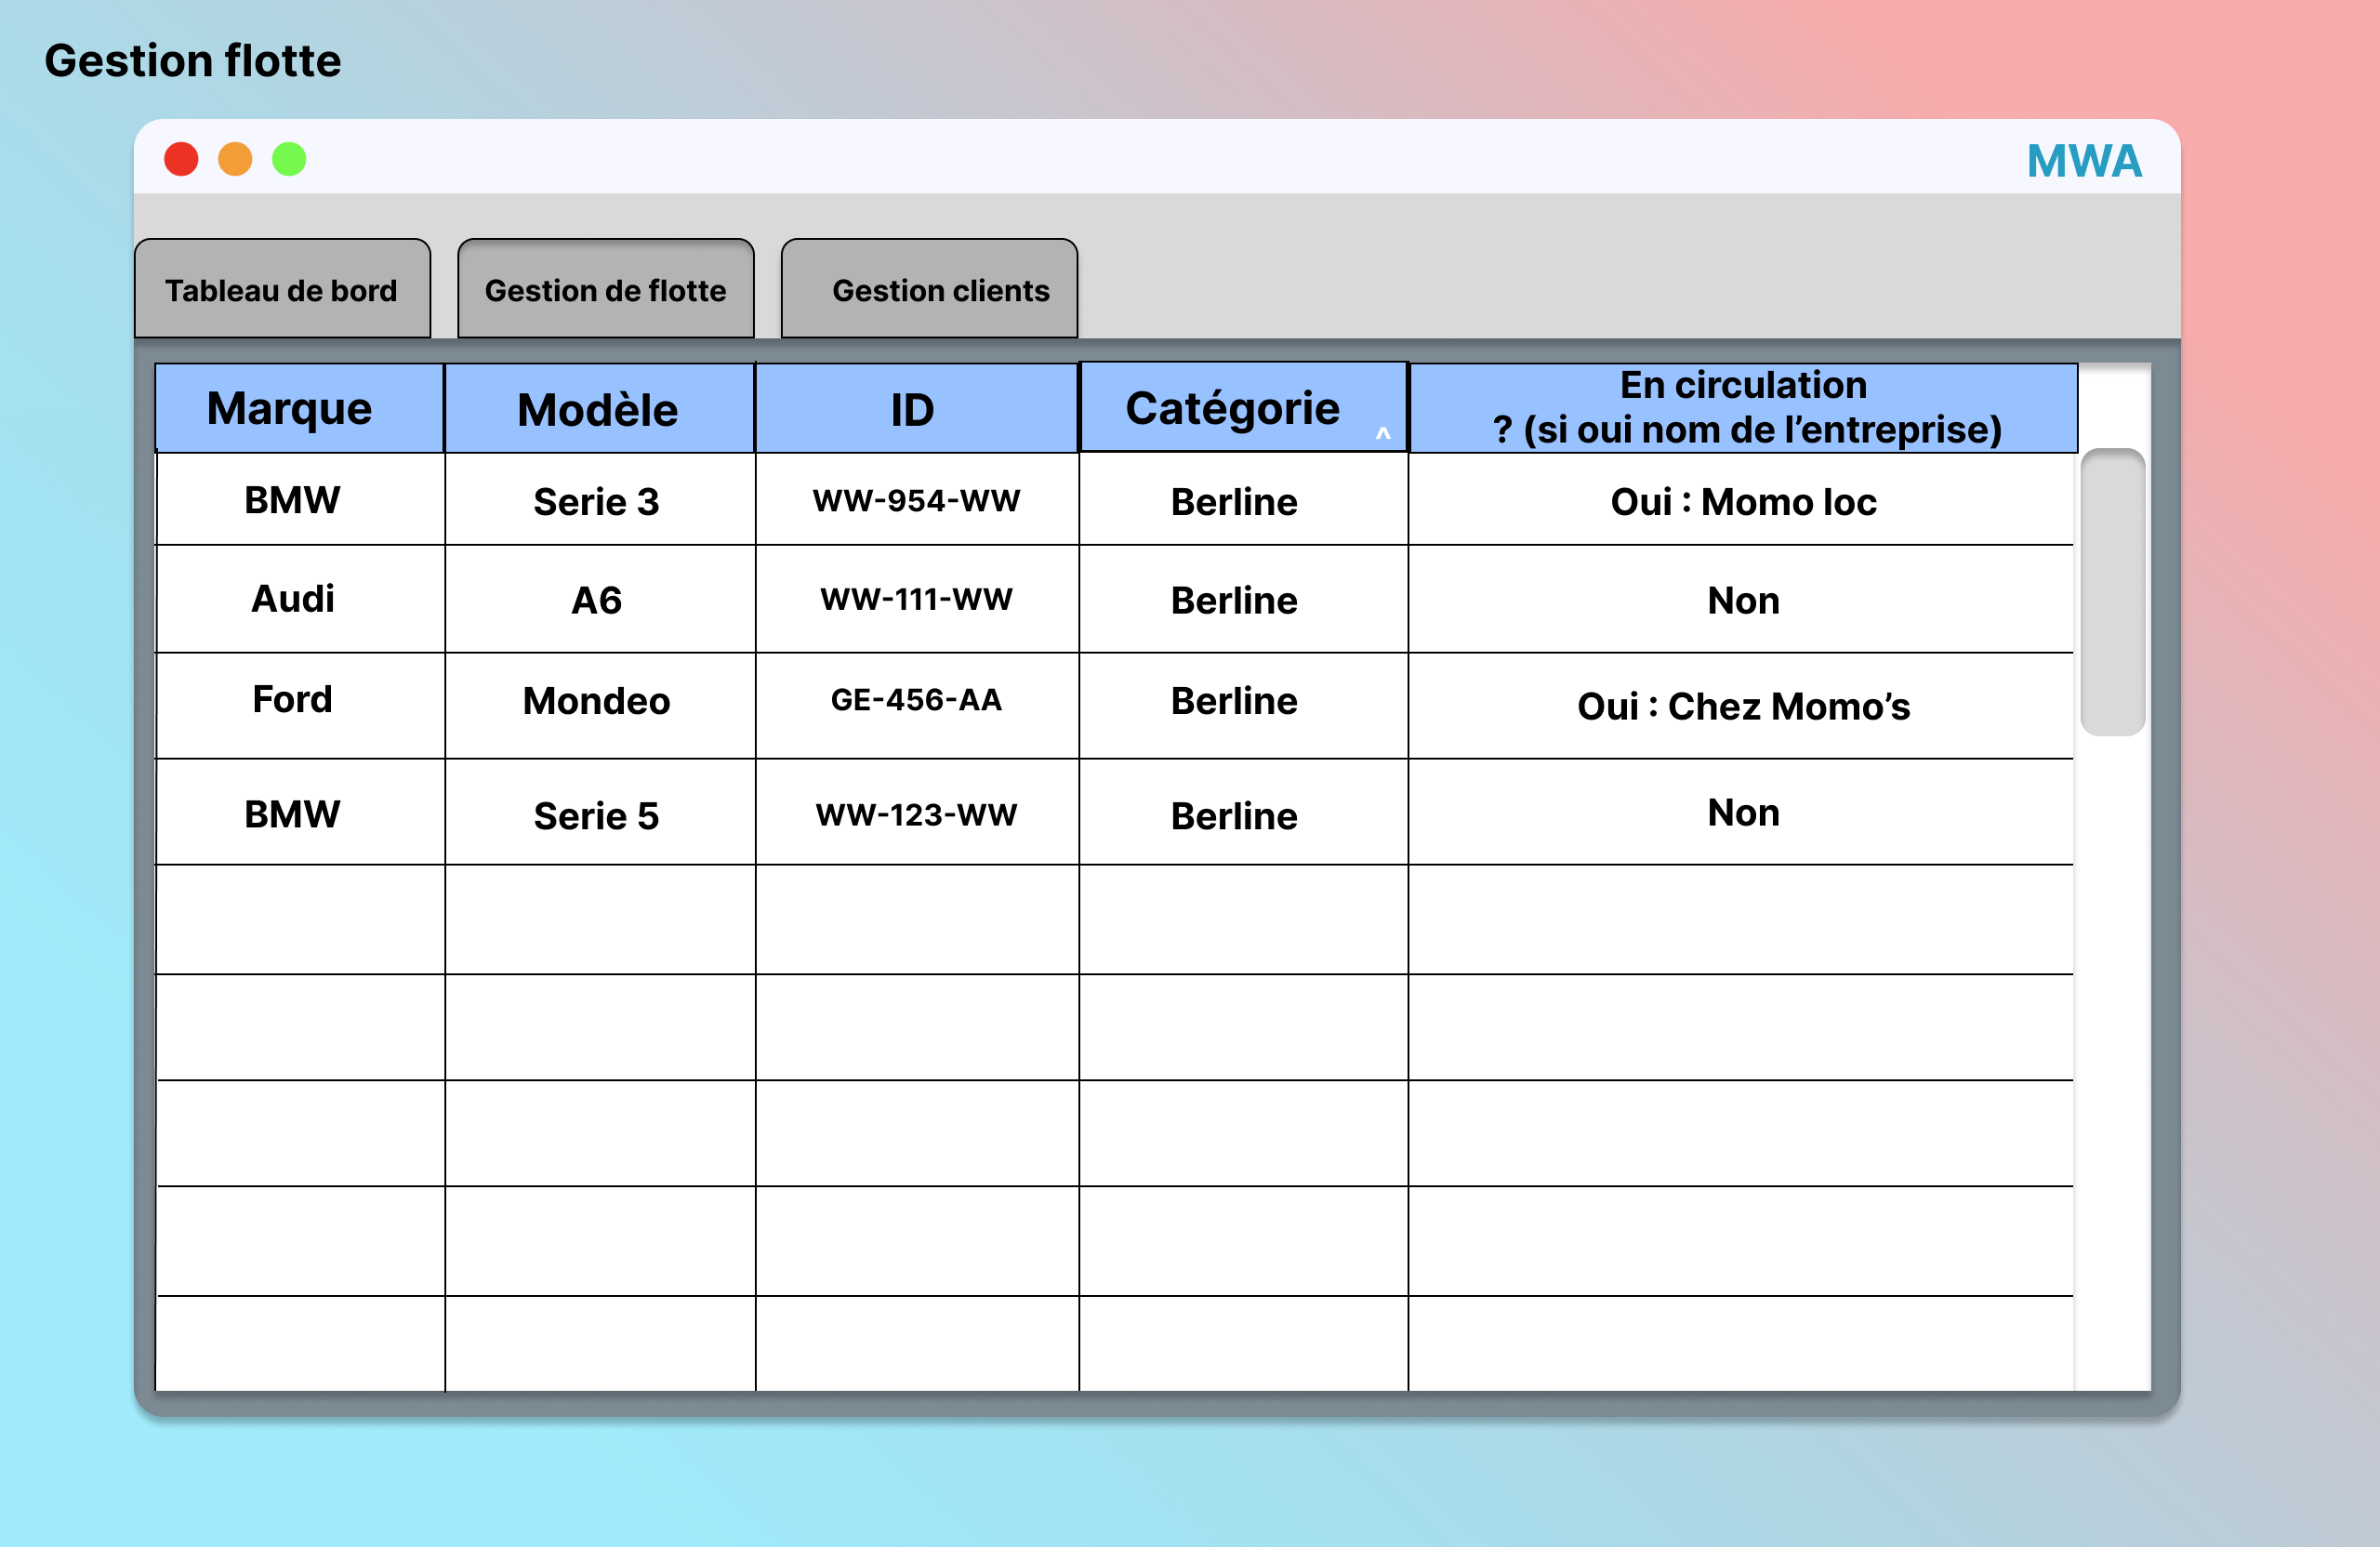 Gestion flotte
MWA
Tableau de bord
Gestion de flotte
Gestion clients
Marque
Modèle
ID
Catégorie
^
En circulation
? (si oui nom de l’entreprise)
BMW
Serie 3
WW-954-WW
Berline
Oui : Momo loc
Audi
A6
WW-111-WW
Berline
Non
Ford
Mondeo
GE-456-AA
Berline
Oui : Chez Momo’s
BMW
Serie 5
WW-123-WW
Berline
Non